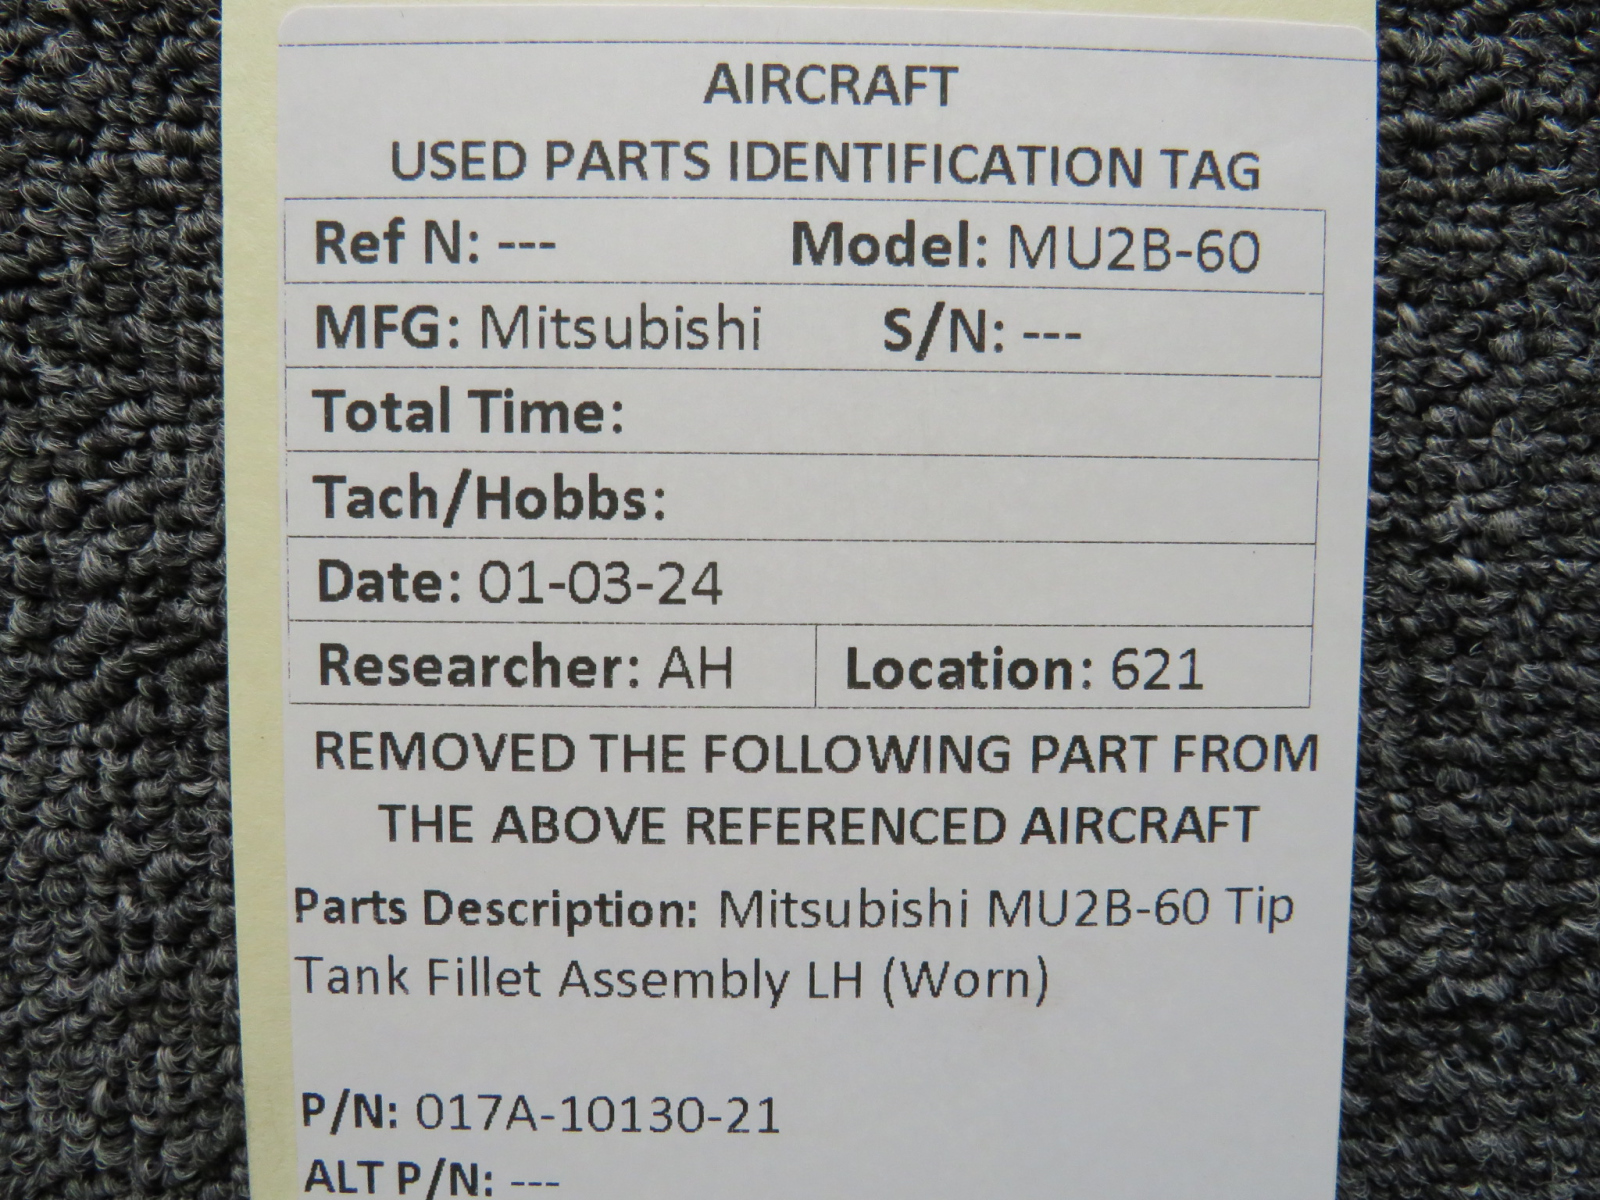 AIRCRAFT
USED PARTS IDENTIFICATION TAG
Ref N: --- Model: MU2B-60
MFG: Mitsubishi S/N: ---
Total Time:
Tach/Hobbs:
Date: 01-03-24
Researcher: AH Location: 621
REMOVED THE FOLLOWING PART FROM
THE ABOVE REFERENCED AIRCRAFT
Parts Description: Mitsubishi MU2B-60 Tip
Tank Fillet Assembly LH (Worn)
P/N: 017A-10130-21
ALT P/N: ---